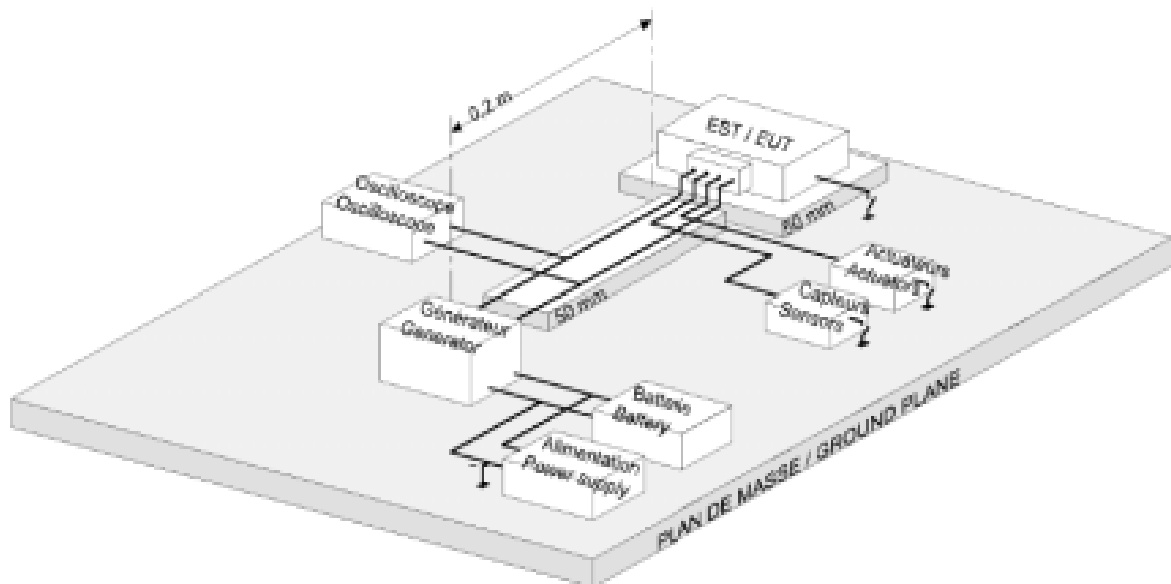 0.2 m
EST / EUT
50 mm
Oscilloscope
Oscilloscope
Actuateurs
Actuators
Capteurs
Sensors
50 mm
Générateur
Generator
Batterie
Battery
Alimentation
Power supply
PLAN DE MASSE / GROUND PLANE